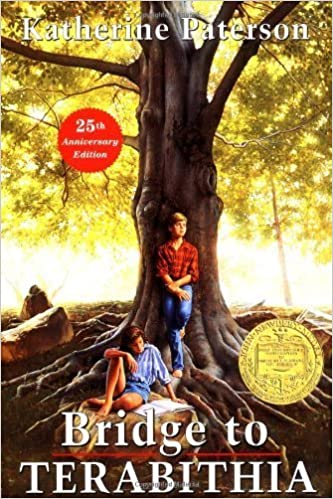 Katherine Paterson
25th
Anniversary
Edition
Bridge to
TERABITHIA